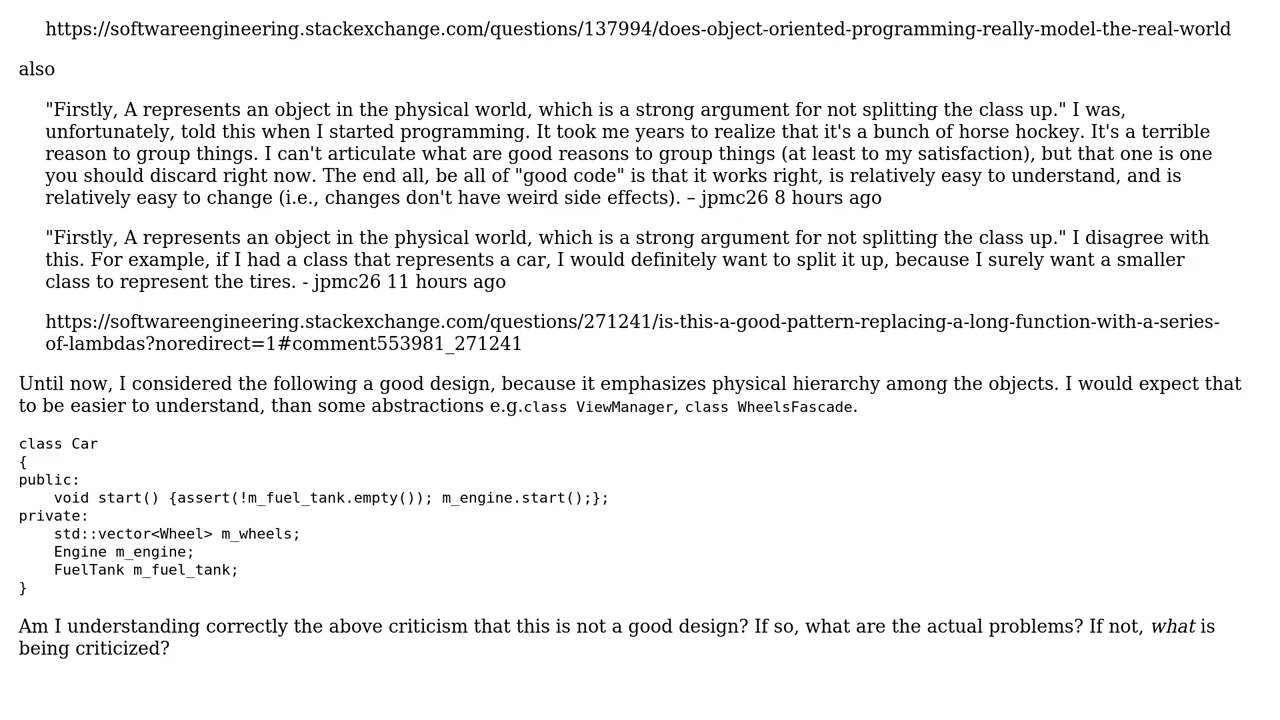 https://softwareengineering.stackexchange.com/questions/137994/does-object-oriented-programming-really-model-the-real-world
also
"Firstly, A represents an object in the physical world, which is a strong argument for not splitting the class up." I was,
unfortunately, told this when I started programming. It took me years to realize that it's a bunch of horse hockey. It's a terrible
reason to group things. I can't articulate what are good reasons to group things (at least to my satisfaction), but that one is one
you should discard right now. The end all, be all of "good code" is that it works right, is relatively easy to understand, and is
relatively easy to change (i.e., changes don't have weird side effects). – jpmc26 8 hours ago
"Firstly, A represents an object in the physical world, which is a strong argument for not splitting the class up." I disagree with
this. For example, if I had a class that represents a car, I would definitely want to split it up, because I surely want a smaller
class to represent the tires. - jpmc26 11 hours ago
https://softwareengineering.stackexchange.com/questions/271241/is-this-a-good-pattern-replacing-a-long-function-with-a-series-
of-lambdas?noredirect=1#comment553981_271241
Until now, I considered the following a good design, because it emphasizes physical hierarchy among the objects. I would expect that
to be easier to understand, than some abstractions e.g.class ViewManager, class WheelsFascade.
class Car
{
public:
    void start() {assert(!m_fuel_tank.empty()); m_engine.start();};
private:
    std::vector<Wheel> m_wheels;
    Engine m_engine;
    FuelTank m_fuel_tank;
}
Am I understanding correctly the above criticism that this is not a good design? If so, what are the actual problems? If not, what is
being criticized?